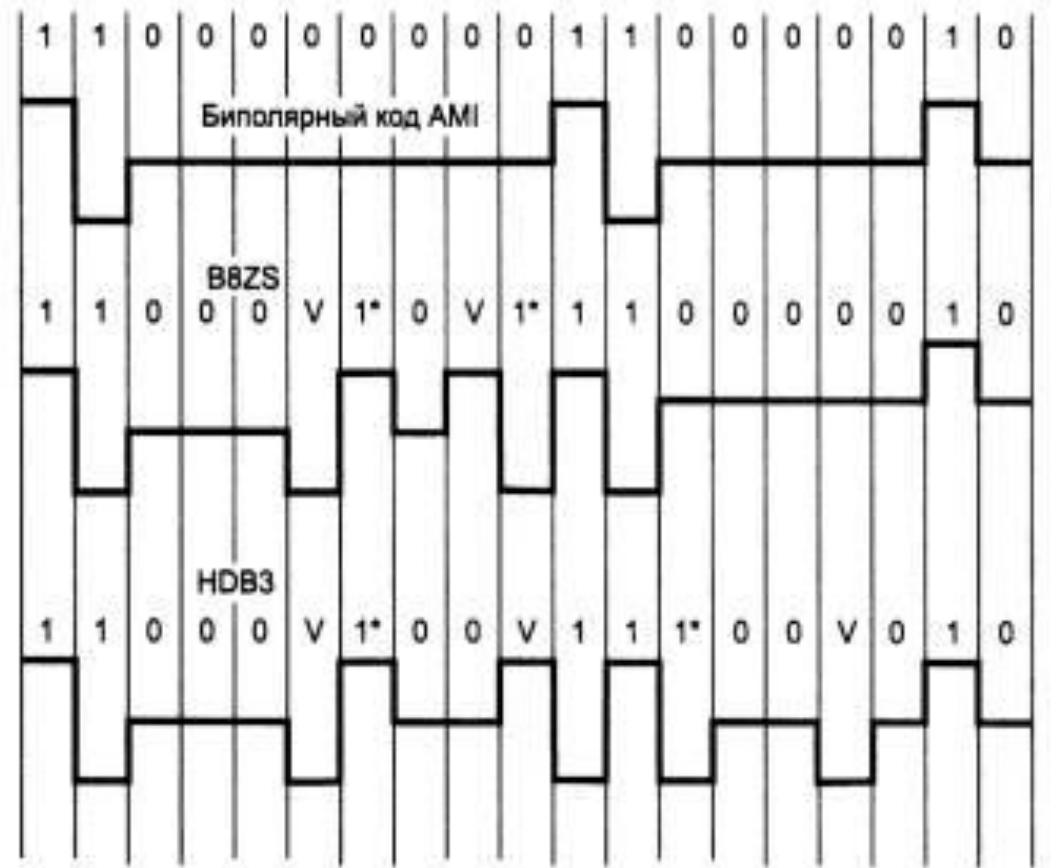 1 1 0 0 0 0 0 0 0 0 1 1 0 0 0 0 0 1 0
Биполярный код AMI
B8ZS
1 1 0 0 0 V 1* 0 V 1* 1 1 0 0 0 0 0 1 0
HDB3
1 1 0 0 0 V 1* 0 0 V 1 1 1* 0 0 V 0 1 0